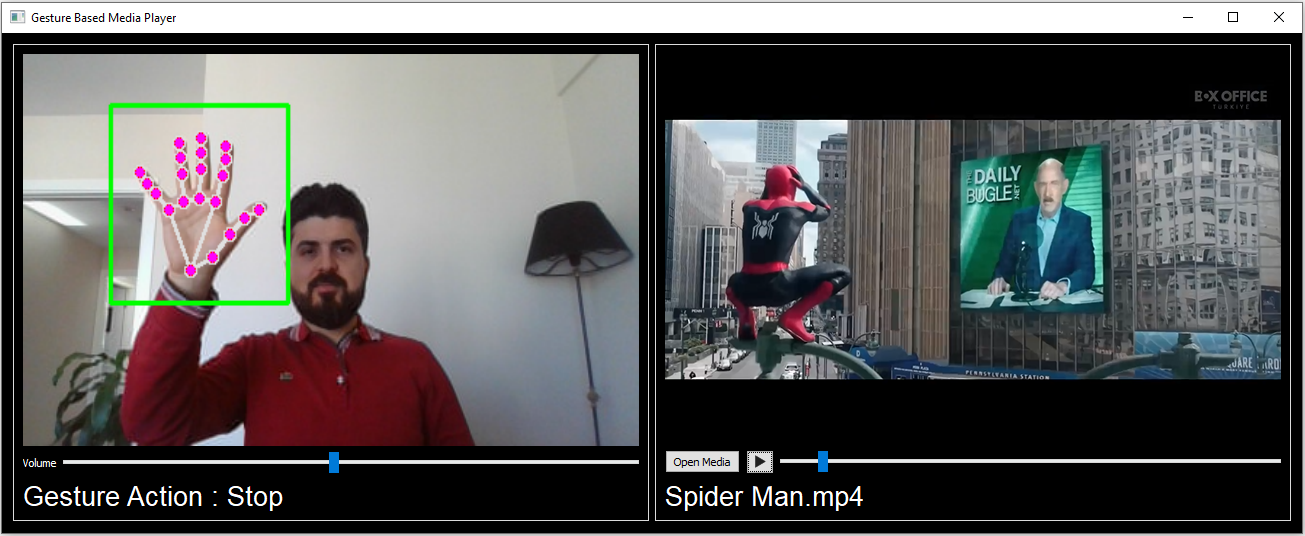 Gesture Based Media Player
Volume
Gesture Action : Stop
BOX OFFICE
TÜRKİYE
THE
DAILY
BUGLE
.NET
PENNSYLVANIA STATION
Open Media
Spider Man.mp4